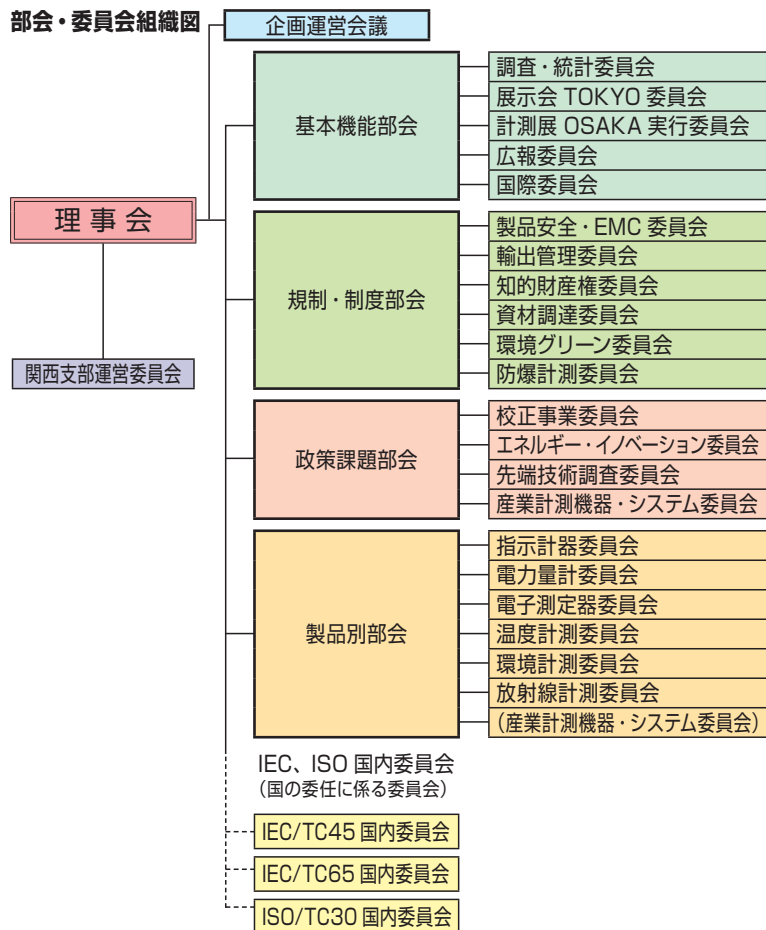 部会・委員会組織図
企画運営会議
理事会
関西支部運営委員会
基本機能部会
調査・統計委員会
展示会 TOKYO 委員会
計測展 OSAKA 実行委員会
広報委員会
国際委員会
規制・制度部会
製品安全・EMC 委員会
輸出管理委員会
知的財産権委員会
資材調達委員会
環境グリーン委員会
防爆計測委員会
政策課題部会
校正事業委員会
エネルギー・イノベーション委員会
先端技術調査委員会
産業計測機器・システム委員会
製品別部会
指示計器委員会
電力量計委員会
電子測定器委員会
温度計測委員会
環境計測委員会
放射線計測委員会
(産業計測機器・システム委員会)
IEC、ISO 国内委員会
(国の委任に係る委員会)
IEC/TC45 国内委員会
IEC/TC65 国内委員会
ISO/TC30 国内委員会